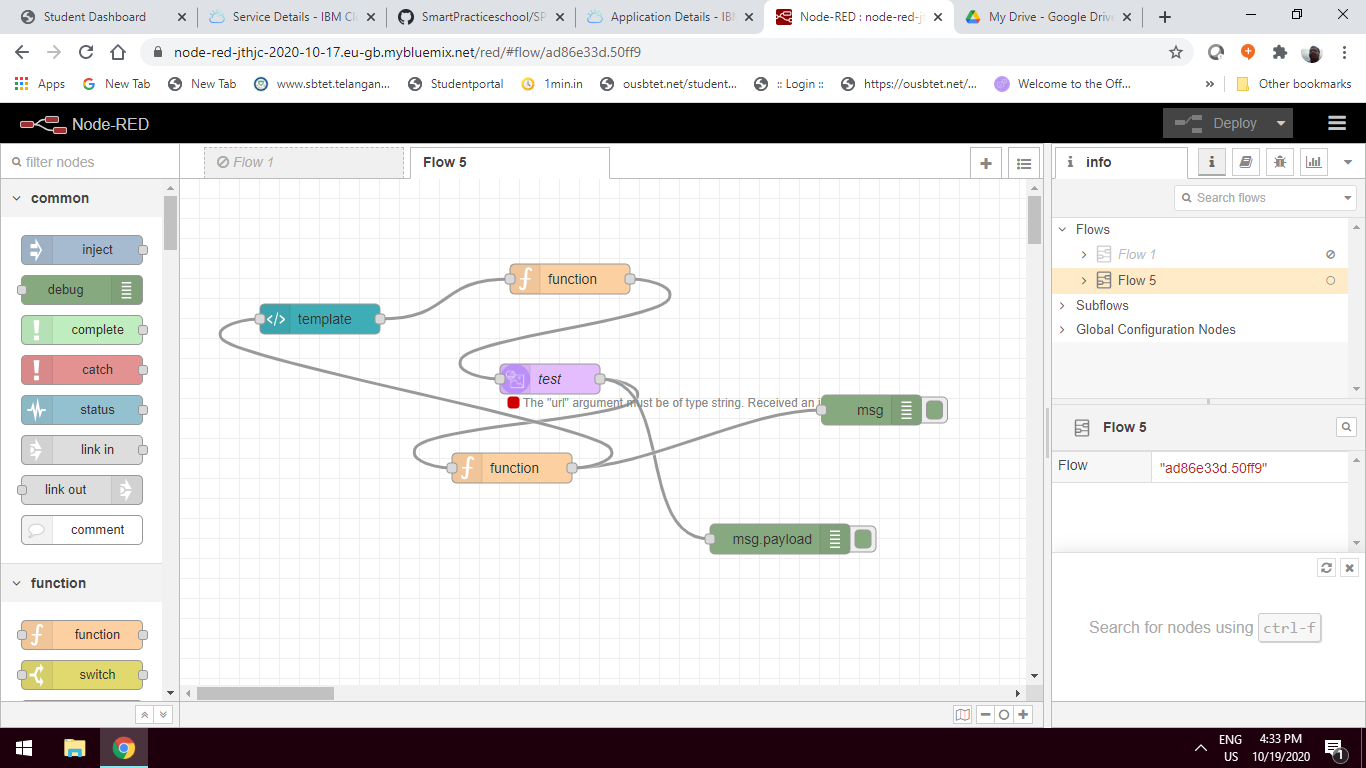 Student Dashboard
Service Details - IBM Cl
SmartPracticeschool/SP
Application Details - IBM
Node-RED : node-red-j
My Drive - Google Drive
node-red-jthjc-2020-10-17.eu-gb.mybluemix.net/red/#flow/ad86e33d.50ff9
Apps
New Tab
New Tab
www.sbtet.telangan...
Studentportal
1min.in
ousbtet.net/student...
:: Login ::
https://ousbtet.net/...
Welcome to the Off...
»
Other bookmarks
Node-RED
Deploy
filter nodes
Flow 1
Flow 5
info
common
inject
debug
complete
catch
status
link in
link out
comment
function
function
switch
function
template
test
The "url" argument must be of type string. Received an i
msg
function
msg.payload
Search flows
Flows
Flow 1
Flow 5
Subflows
Global Configuration Nodes
Flow 5
Flow
"ad86e33d.50ff9"
Search for nodes using ctrl-f
ENG
US
4:33 PM
10/19/2020
1